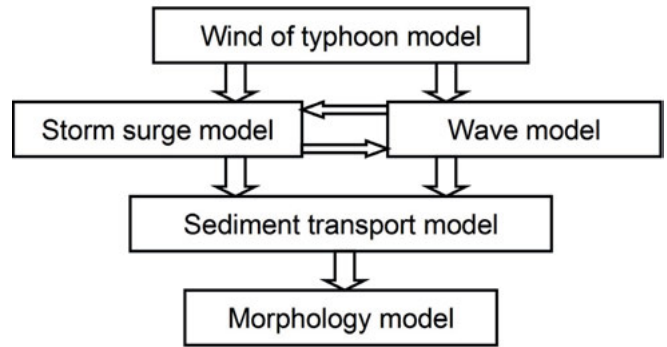 Wind of typhoon model
Storm surge model
Wave model
Sediment transport model
Morphology model